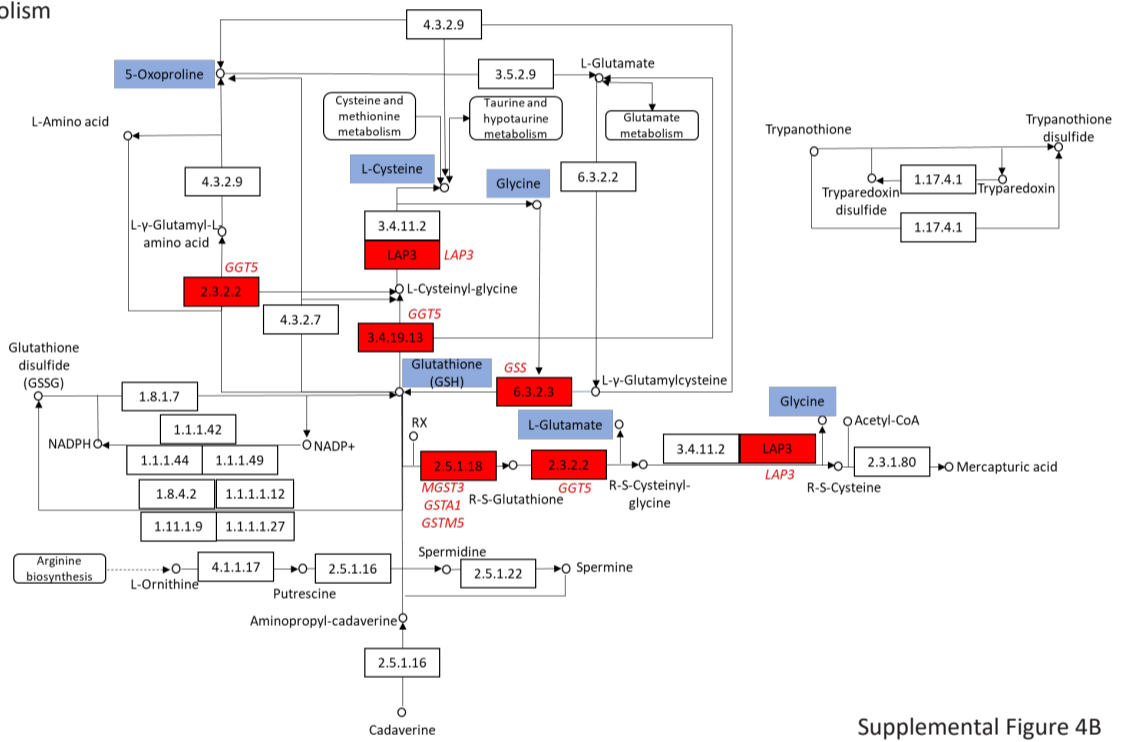 olism
4.3.2.9
5-Oxoproline
3.5.2.9
L-Glutamate
Cysteine and
methionine
metabolism
Taurine and
hypotaurine
metabolism
Glutamate
metabolism
L-Amino acid
Trypanothione
Trypanothione
disulfide
4.3.2.9
L-Cysteine
Glycine
6.3.2.2
1.17.4.1
Tryparedoxin
disulfide
Tryparedoxin
1.17.4.1
L-γ-Glutamyl-L-
amino acid
3.4.11.2
LAP3
LAP3
GGT5
2.3.2.2
L-Cysteinyl-glycine
4.3.2.7
GGT5
3.4.19.13
Glutathione
disulfide
(GSSG)
Glutathione
(GSH)
GSS
6.3.2.3
L-γ-Glutamylcysteine
1.8.1.7
Glycine
1.1.1.42
RX
L-Glutamate
Acetyl-CoA
NADPH
NADP+
1.1.1.44
1.1.1.49
2.5.1.18
2.3.2.2
3.4.11.2
LAP3
2.3.1.80
Mercapturic acid
MGST3
GSTA1
GSTM5
R-S-Glutathione
GGT5
R-S-Cysteinyl-
glycine
LAP3
R-S-Cysteine
1.8.4.2
1.1.1.1.12
1.11.1.9
1.1.1.1.27
Arginine
biosynthesis
L-Ornithine
4.1.1.17
Putrescine
2.5.1.16
Spermidine
2.5.1.22
Spermine
Aminopropyl-cadaverine
2.5.1.16
Cadaverine
Supplemental Figure 4B